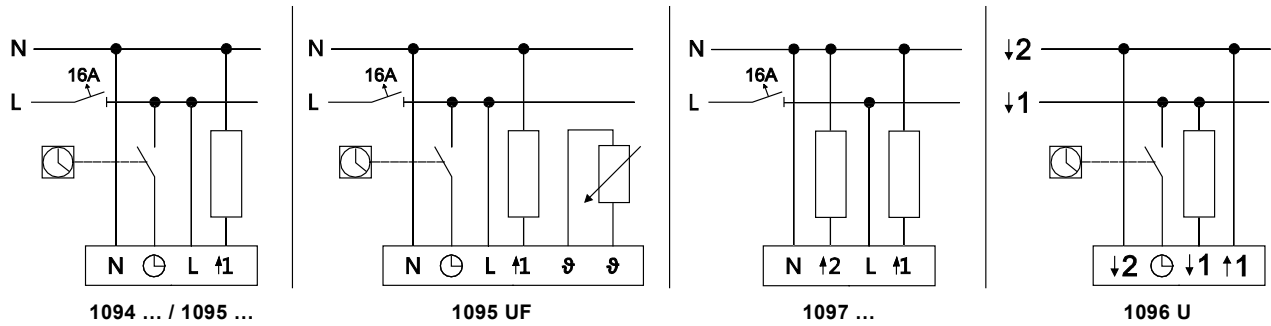 N N N ↓2
16A 16A 16A
L L L ↓1
N L ↑1 N L ↑1 ϑ ϑ N ↑2 L ↑1 ↓2 ↓1 ↑1
1094 ... / 1095 ... 1095 UF 1097 ... 1096 U